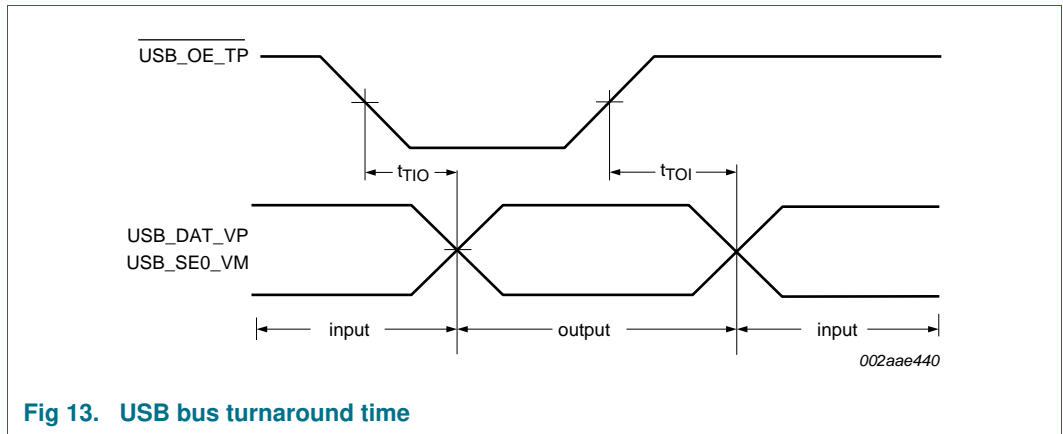 USB_OE_TP
tTIO
tTOI
USB_DAT_VP
USB_SE0_VM
input
output
input
002aae440
Fig 13. USB bus turnaround time